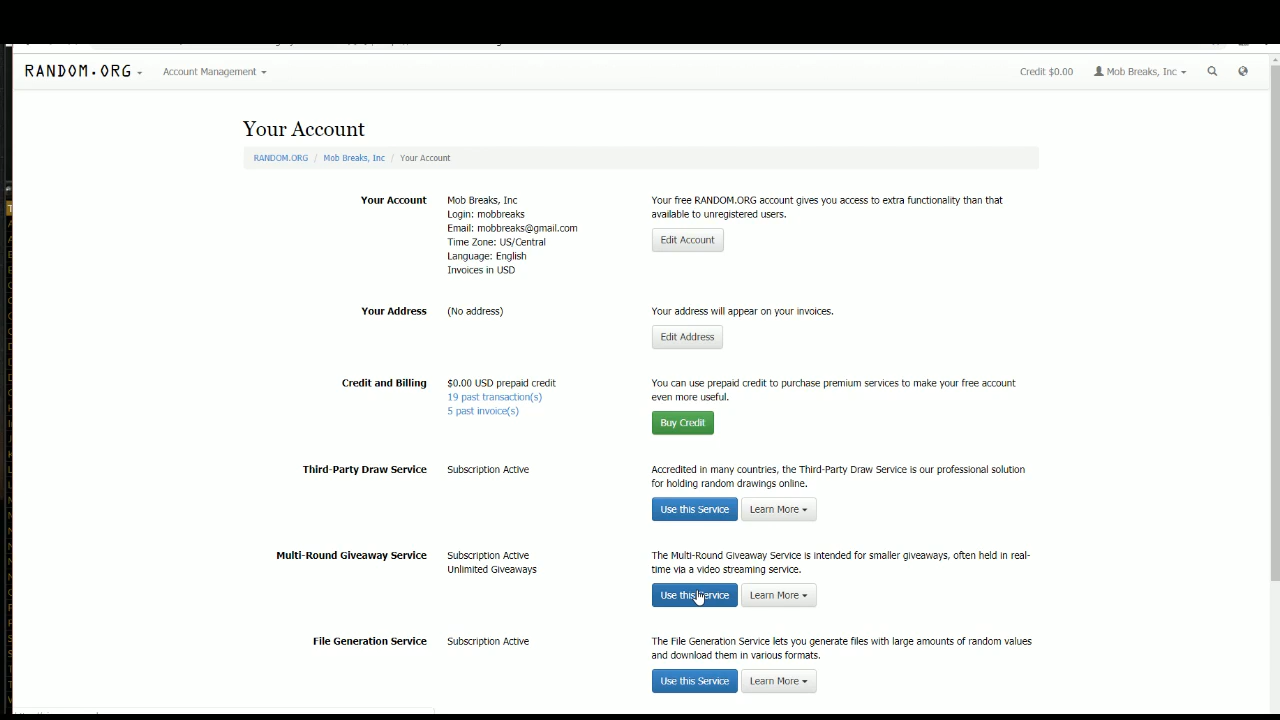 RANDOM.ORG Account Management Credit $0.00 Mob Breaks, Inc
Your Account
RANDOM.ORG / Mob Breaks, Inc / Your Account
Your Account
Mob Breaks, Inc
Login: mobbreaks
Email: mobbreaks@gmail.com
Time Zone: US/Central
Language: English
Invoices in USD
Your free RANDOM.ORG account gives you access to extra functionality than that
available to unregistered users.
Edit Account
Your Address
(No address)
Your address will appear on your invoices.
Edit Address
Credit and Billing
$0.00 USD prepaid credit
19 past transaction(s)
5 past invoice(s)
You can use prepaid credit to purchase premium services to make your free account
even more useful.
Buy Credit
Third-Party Draw Service
Subscription Active
Accredited in many countries, the Third-Party Draw Service is our professional solution
for holding random drawings online.
Use this Service Learn More
Multi-Round Giveaway Service
Subscription Active
Unlimited Giveaways
The Multi-Round Giveaway Service is intended for smaller giveaways, often held in real-
time via a video streaming service.
Use this Service Learn More
File Generation Service
Subscription Active
The File Generation Service lets you generate files with large amounts of random values
and download them in various formats.
Use this Service Learn More